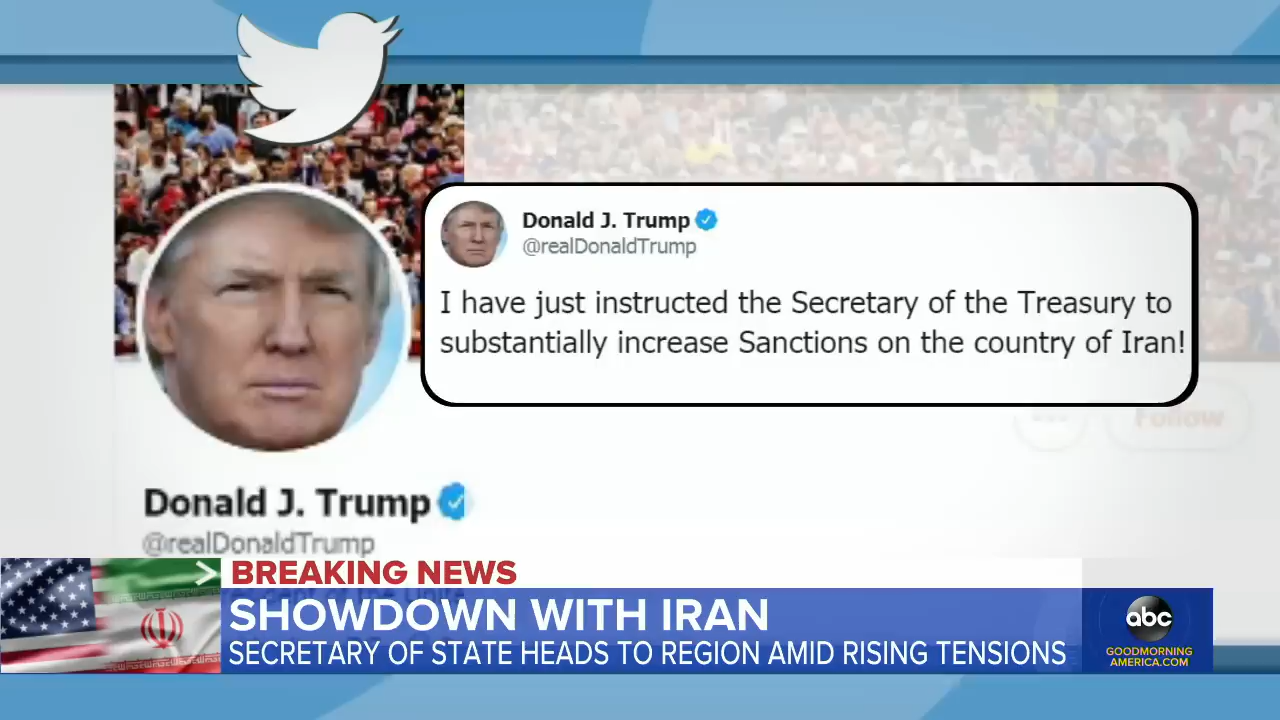 Donald J. Trump
@realDonaldTrump
I have just instructed the Secretary of the Treasury to
substantially increase Sanctions on the country of Iran!
Follow
Donald J. Trump
@realDonaldTrump
BREAKING NEWS
SHOWDOWN WITH IRAN
SECRETARY OF STATE HEADS TO REGION AMID RISING TENSIONS
abc
GOODMORNING
AMERICA.COM